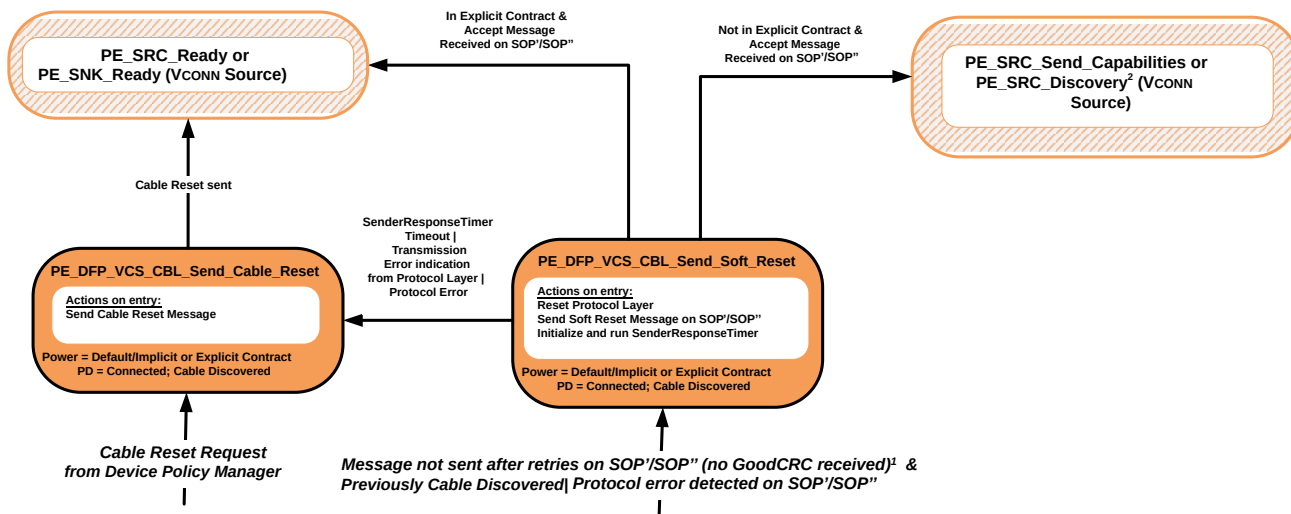 In Explicit Contract &
Accept Message
Received on SOP’/SOP’’
Not in Explicit Contract &
Accept Message
Received on SOP’/SOP’’
PE_SRC_Ready or
PE_SNK_Ready (VCONN Source)
PE_SRC_Send_Capabilities or
PE_SRC_Discovery² (VCONN
Source)
Cable Reset sent
SenderResponseTimer
Timeout |
Transmission
Error indication
from Protocol Layer |
Protocol Error
PE_DFP_VCS_CBL_Send_Cable_Reset
Actions on entry:
Send Cable Reset Message
Power = Default/Implicit or Explicit Contract
PD = Connected; Cable Discovered
PE_DFP_VCS_CBL_Send_Soft_Reset
Actions on entry:
Reset Protocol Layer
Send Soft Reset Message on SOP’/SOP’’
Initialize and run SenderResponseTimer
Power = Default/Implicit or Explicit Contract
PD = Connected; Cable Discovered
Cable Reset Request
from Device Policy Manager
Message not sent after retries on SOP’/SOP’’ (no GoodCRC received)¹ &
Previously Cable Discovered| Protocol error detected on SOP’/SOP’’